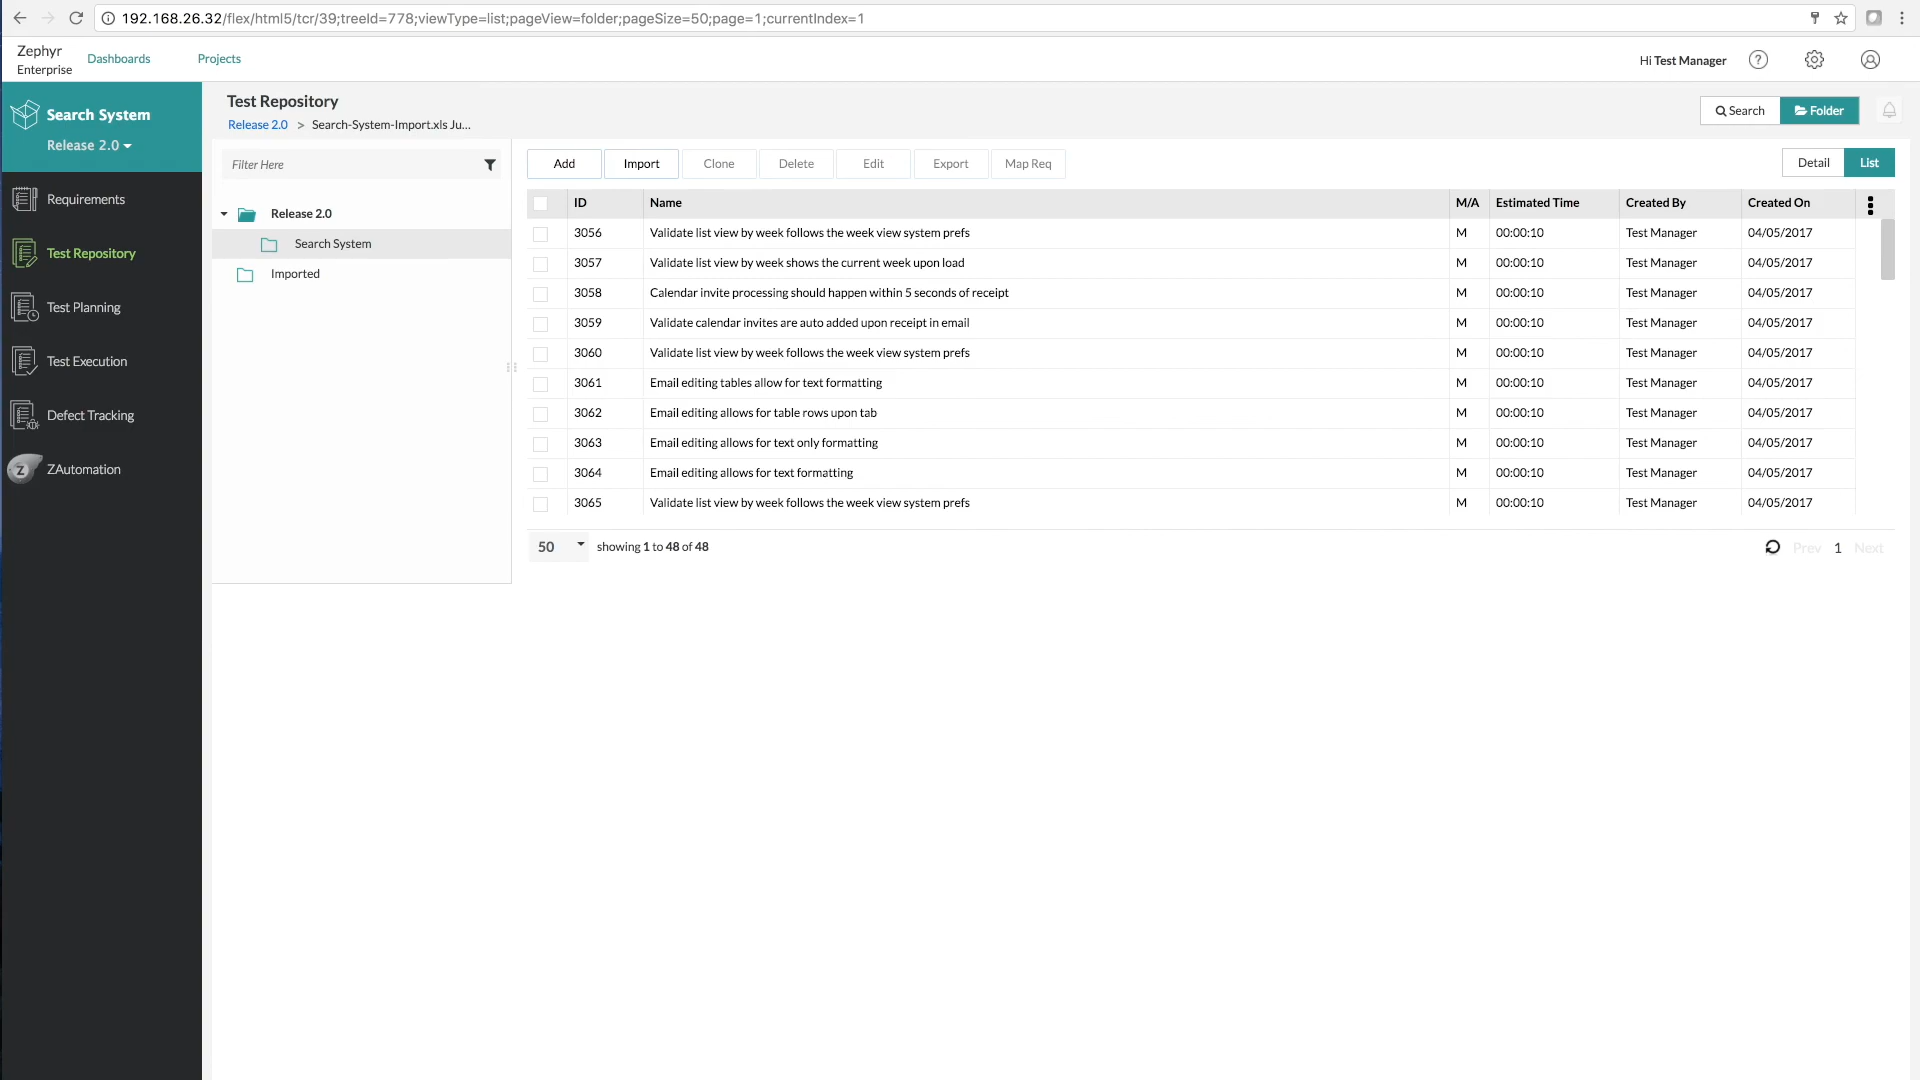 192.168.26.32/flex/html5/tcr/39;treeId=778;viewType=list;pageView=folder;pageSize=50;page=1;currentIndex=1
Zephyr
Enterprise
Dashboards
Projects
Hi Test Manager
?
Search System
Release 2.0
Requirements
Test Repository
Test Planning
Test Execution
Defect Tracking
Z
ZAutomation
Test Repository
Release 2.0 > Search-System-Import.xls Ju...
Search
Folder
Filter Here
Release 2.0
Search System
Imported
Add Import Clone Delete Edit Export Map Req
Detail List
ID Name M/A Estimated Time Created By Created On
3056 Validate list view by week follows the week view system prefs M 00:00:10 Test Manager 04/05/2017
3057 Validate list view by week shows the current week upon load M 00:00:10 Test Manager 04/05/2017
3058 Calendar invite processing should happen within 5 seconds of receipt M 00:00:10 Test Manager 04/05/2017
3059 Validate calendar invites are auto added upon receipt in email M 00:00:10 Test Manager 04/05/2017
3060 Validate list view by week follows the week view system prefs M 00:00:10 Test Manager 04/05/2017
3061 Email editing tables allow for text formatting M 00:00:10 Test Manager 04/05/2017
3062 Email editing allows for table rows upon tab M 00:00:10 Test Manager 04/05/2017
3063 Email editing allows for text only formatting M 00:00:10 Test Manager 04/05/2017
3064 Email editing allows for text formatting M 00:00:10 Test Manager 04/05/2017
3065 Validate list view by week follows the week view system prefs M 00:00:10 Test Manager 04/05/2017
50 showing 1 to 48 of 48
Prev 1 Next